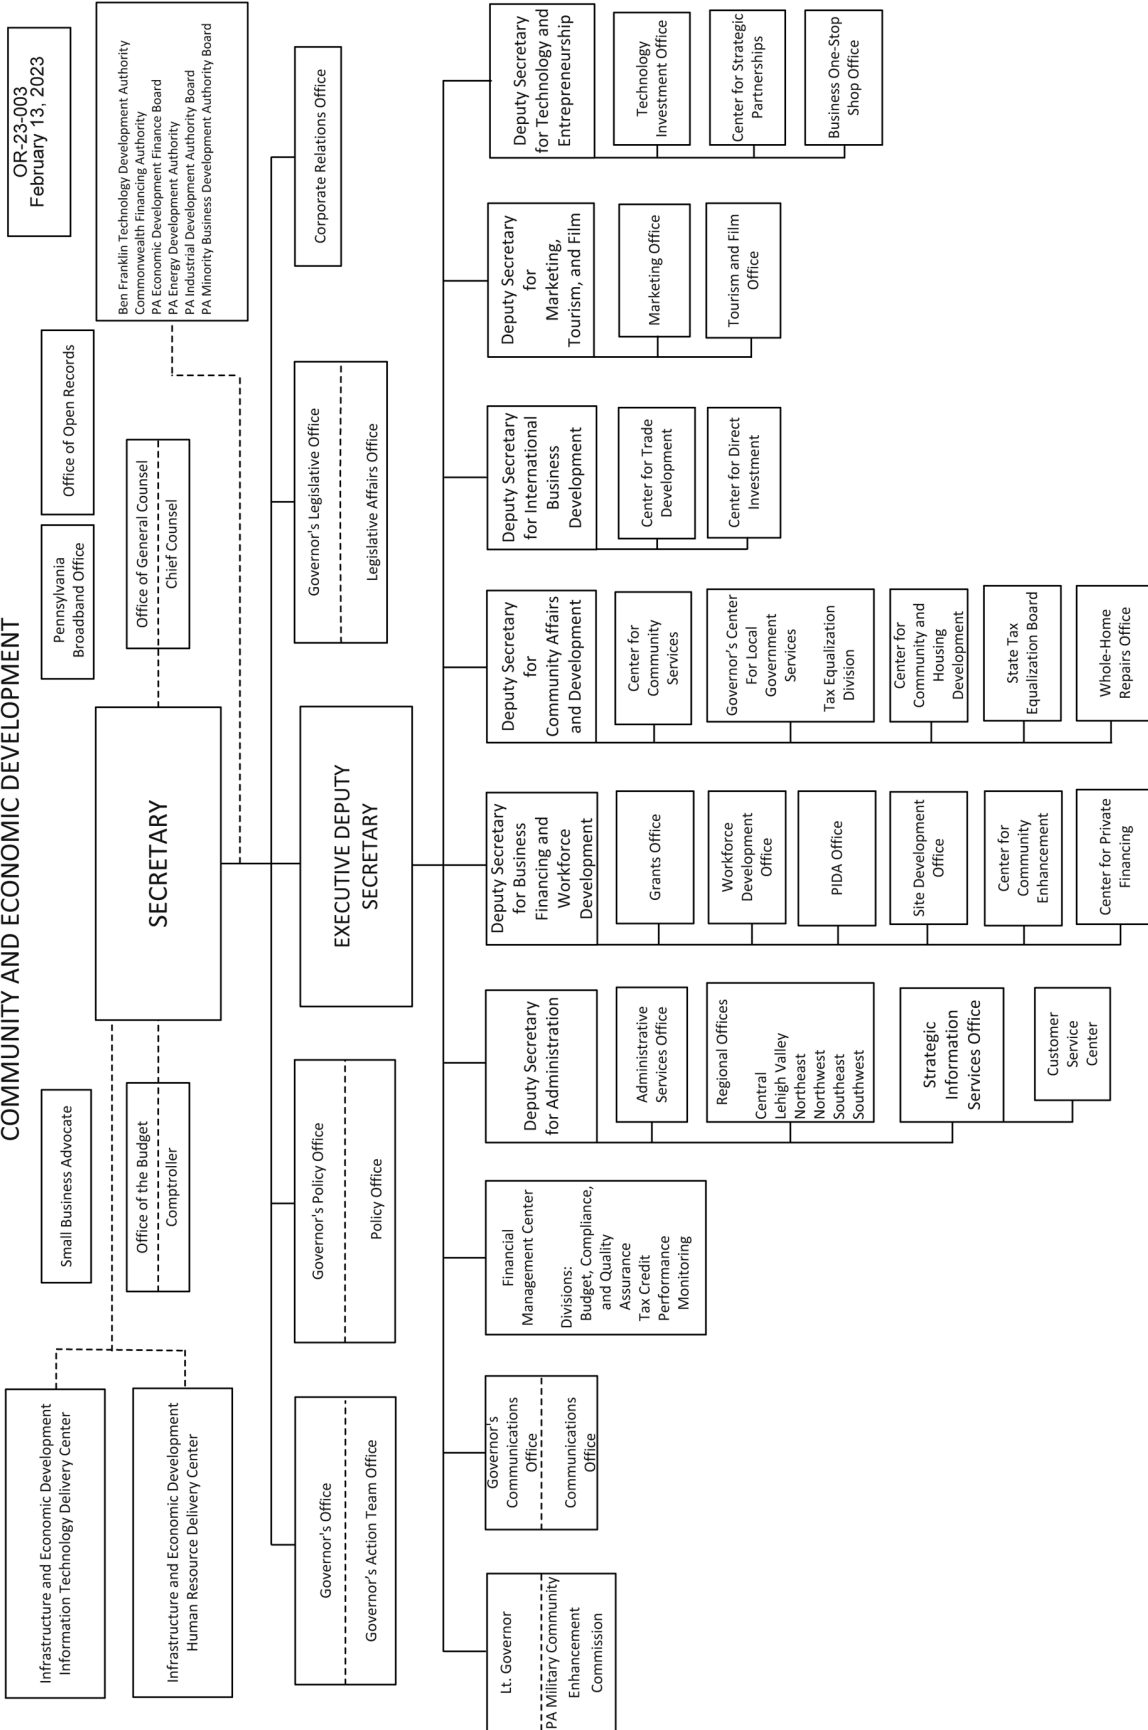 COMMUNITY AND ECONOMIC DEVELOPMENT
OR-23-003
February 13, 2023
Infrastructure and Economic Development
Information Technology Delivery Center
Infrastructure and Economic Development
Human Resource Delivery Center
Small Business Advocate
Office of the Budget
Comptroller
SECRETARY
Pennsylvania
Broadband Office
Office of Open Records
Office of General Counsel
Chief Counsel
Ben Franklin Technology Development Authority
Commonwealth Financing Authority
PA Economic Development Finance Board
PA Energy Development Authority
PA Industrial Development Authority Board
PA Minority Business Development Authority Board
Governor's Office
Governor's Action Team Office
Governor's Policy Office
Policy Office
EXECUTIVE DEPUTY
SECRETARY
Governor's Legislative Office
Legislative Affairs Office
Corporate Relations Office
Lt. Governor
PA Military Community
Enhancement
Commission
Governor's
Communications
Office
Communications
Office
Financial
Management Center
Divisions:
Budget, Compliance,
and Quality
Assurance
Tax Credit
Performance
Monitoring
Deputy Secretary
for Administration
Administrative
Services Office
Regional Offices
Central
Lehigh Valley
Northeast
Northwest
Southeast
Southwest
Strategic
Information
Services Office
Customer
Service
Center
Deputy Secretary
for Business
Financing and
Workforce
Development
Grants Office
Workforce
Development
Office
PIDA Office
Site Development
Office
Center for
Community
Enhancement
Center for Private
Financing
Deputy Secretary
for
Community Affairs
and Development
Center for
Community
Services
Governor's Center
For Local
Government
Services
Tax Equalization
Division
Center for
Community and
Housing
Development
State Tax
Equalization Board
Whole-Home
Repairs Office
Deputy Secretary
for International
Business
Development
Center for Trade
Development
Center for Direct
Investment
Deputy Secretary
for
Marketing,
Tourism, and Film
Marketing Office
Tourism and Film
Office
Deputy Secretary
for Technology and
Entrepreneurship
Technology
Investment Office
Center for Strategic
Partnerships
Business One-Stop
Shop Office